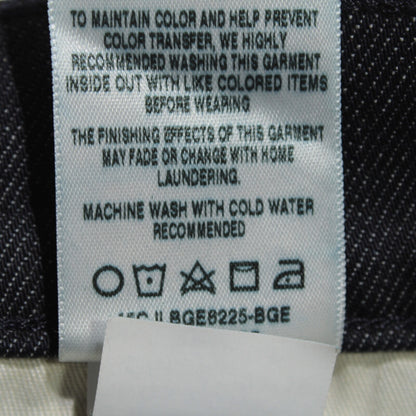 TO MAINTAIN COLOR AND HELP PREVENT
COLOR TRANSFER, WE HIGHLY
RECOMMENDED WASHING THIS GARMENT
INSIDE OUT WITH LIKE COLORED ITEMS
BEFORE WEARING
THE FINISHING EFFECTS OF THIS GARMENT
MAY FADE OR CHANGE WITH HOME
LAUNDERING.
MACHINE WASH WITH COLD WATER
RECOMMENDED
BGE6225-BGE